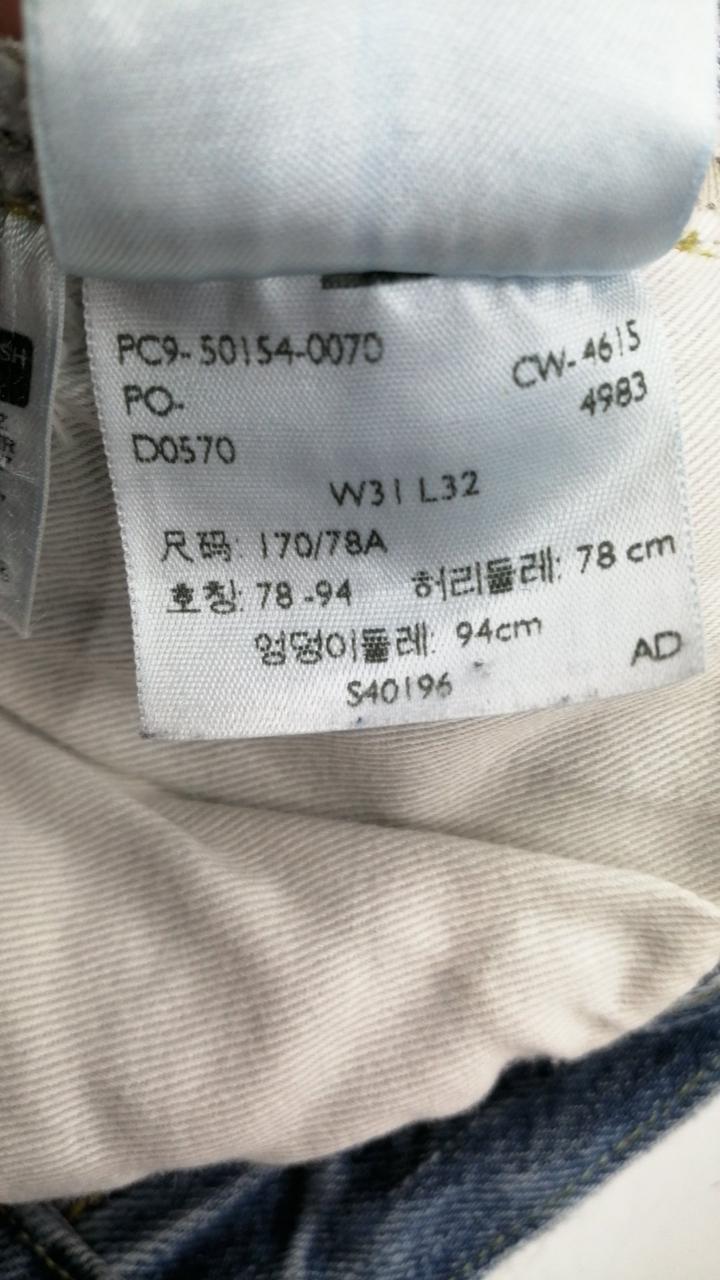 PC9-50154-0070 CW-4615
PO- 4983
D0570
W31 L32
尺码: 170/78A
호칭: 78-94 허리둘레: 78 cm
엉덩이둘레: 94cm
S40196 AD
SH